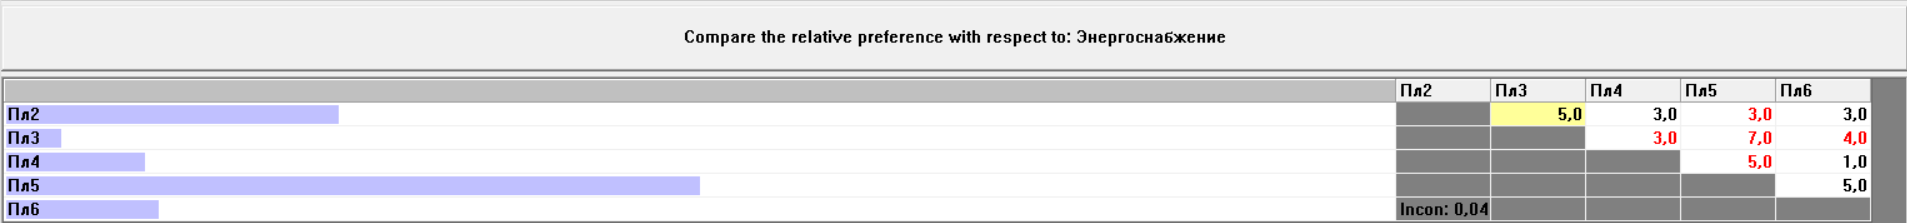 Compare the relative preference with respect to: Энергоснабжение
Пл2 Пл3 Пл4 Пл5 Пл6
Пл2 5,0 3,0 3,0 3,0
Пл3 3,0 7,0 4,0
Пл4 5,0 1,0
Пл5 5,0
Пл6 Incon: 0,04